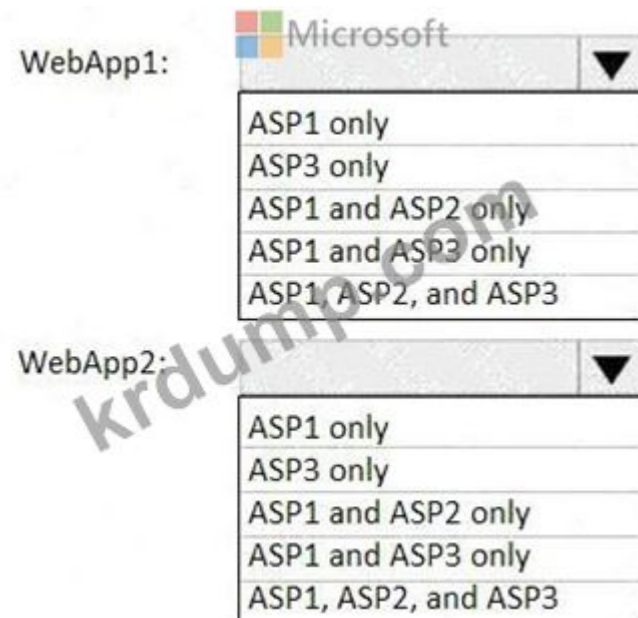 Microsoft
WebApp1:
ASP1 only
ASP3 only
ASP1 and ASP2 only
ASP1 and ASP3 only
ASP1, ASP2, and ASP3
WebApp2:
ASP1 only
ASP3 only
ASP1 and ASP2 only
ASP1 and ASP3 only
ASP1, ASP2, and ASP3
krdump.com